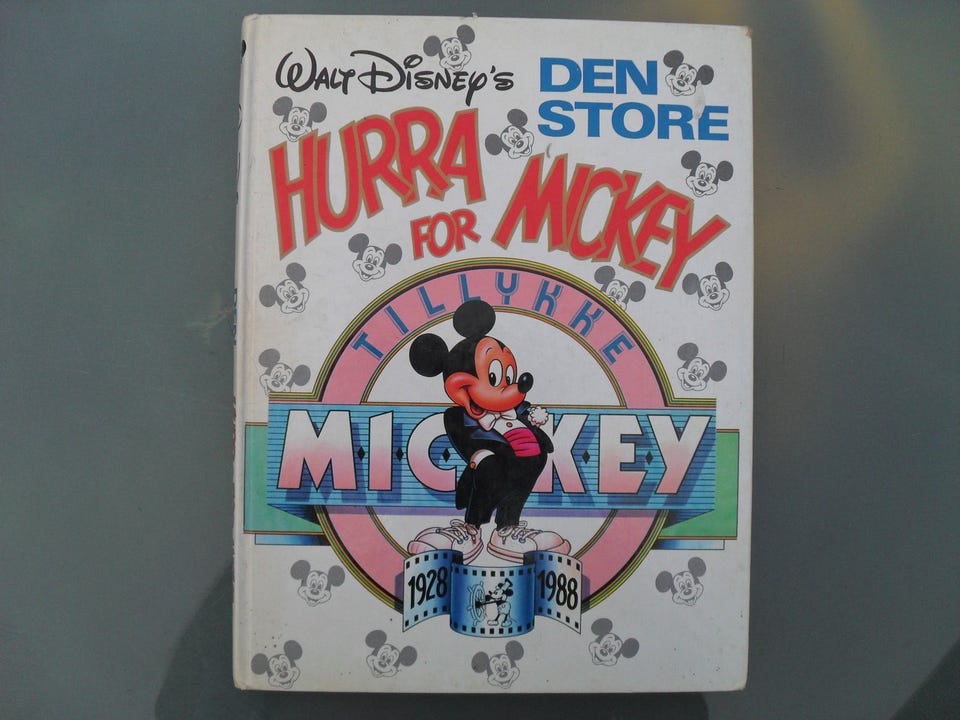 WALT DISNEY'S
DEN
STORE
HURRA
FOR
MICKEY
TILLYKKE
MICKEY
1928
1988